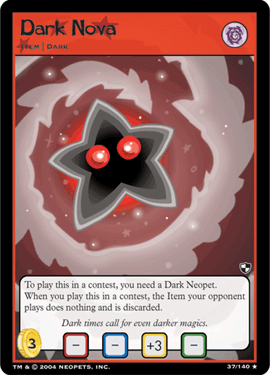 Dark Nova
Item | Dark
To play this in a contest, you need a Dark Neopet.
When you play this in a contest, the Item your opponent
plays does nothing and is discarded.
Dark times call for even darker magics.
3 - - +3 -
TM & © 2004 NEOPETS, INC. 37/140 ★